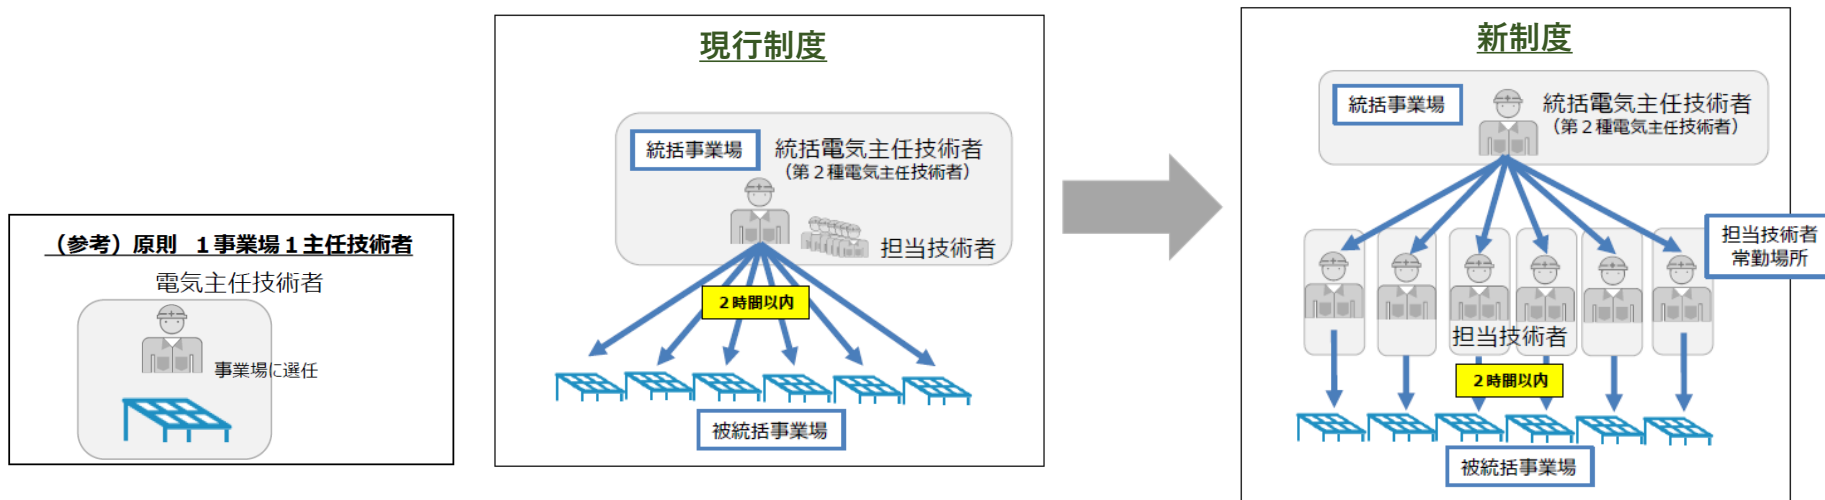 （参考）原則　１事業場１主任技術者
電気主任技術者
事業場に選任
現行制度
統括事業場
統括電気主任技術者
（第２種電気主任技術者）
担当技術者
２時間以内
被統括事業場
新制度
統括事業場
統括電気主任技術者
（第２種電気主任技術者）
担当技術者
常勤場所
担当技術者
２時間以内
被統括事業場